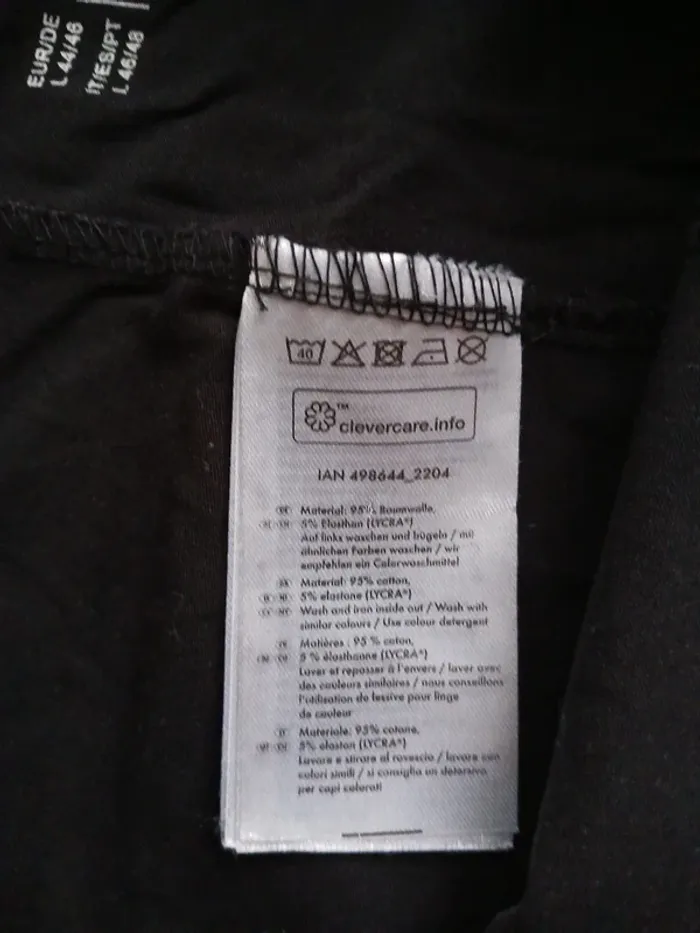 EUR/DE
L 44/46
IT/ES/PT
L 46/48
40
™
clevercare.info
IAN 498644_2204
Material: 95% Baumwolle,
5% Elasthan (LYCRA®)
Auf links waschen und bügeln / mit
ähnlichen Farben waschen / wir
empfehlen ein Colorwaschmittel
Material: 95% cotton,
5% elastane (LYCRA®)
Wash and iron inside out / Wash with
similar colours / Use colour detergent
Matières : 95 % coton,
5 % élasthanne (LYCRA®)
Laver et repasser à l'envers / laver avec
des couleurs similaires / nous conseillons
l'utilisation de lessive pour linge
de couleur
Materiale: 95% cotone,
5% elastan (LYCRA®)
Lavare e stirare al rovescio / lavare con
colori simili / si consiglia un detersivo
per capi colorati